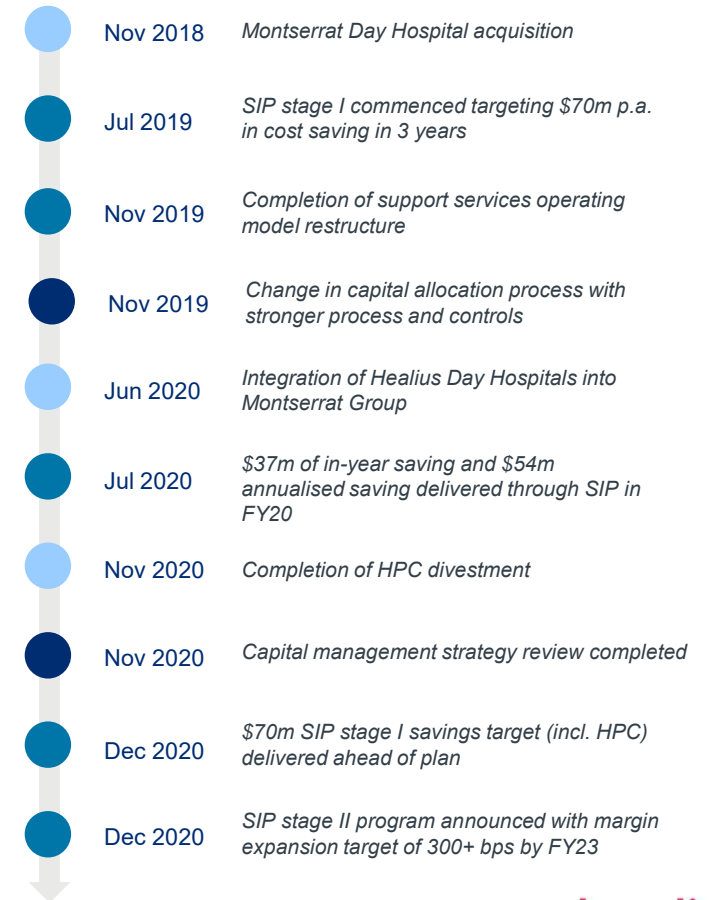 Nov 2018 Montserrat Day Hospital acquisition
Jul 2019 SIP stage I commenced targeting $70m p.a.
in cost saving in 3 years
Nov 2019 Completion of support services operating
model restructure
Nov 2019 Change in capital allocation process with
stronger process and controls
Jun 2020 Integration of Healius Day Hospitals into
Montserrat Group
Jul 2020 $37m of in-year saving and $54m
annualised saving delivered through SIP in
FY20
Nov 2020 Completion of HPC divestment
Nov 2020 Capital management strategy review completed
Dec 2020 $70m SIP stage I savings target (incl. HPC)
delivered ahead of plan
Dec 2020 SIP stage II program announced with margin
expansion target of 300+ bps by FY23